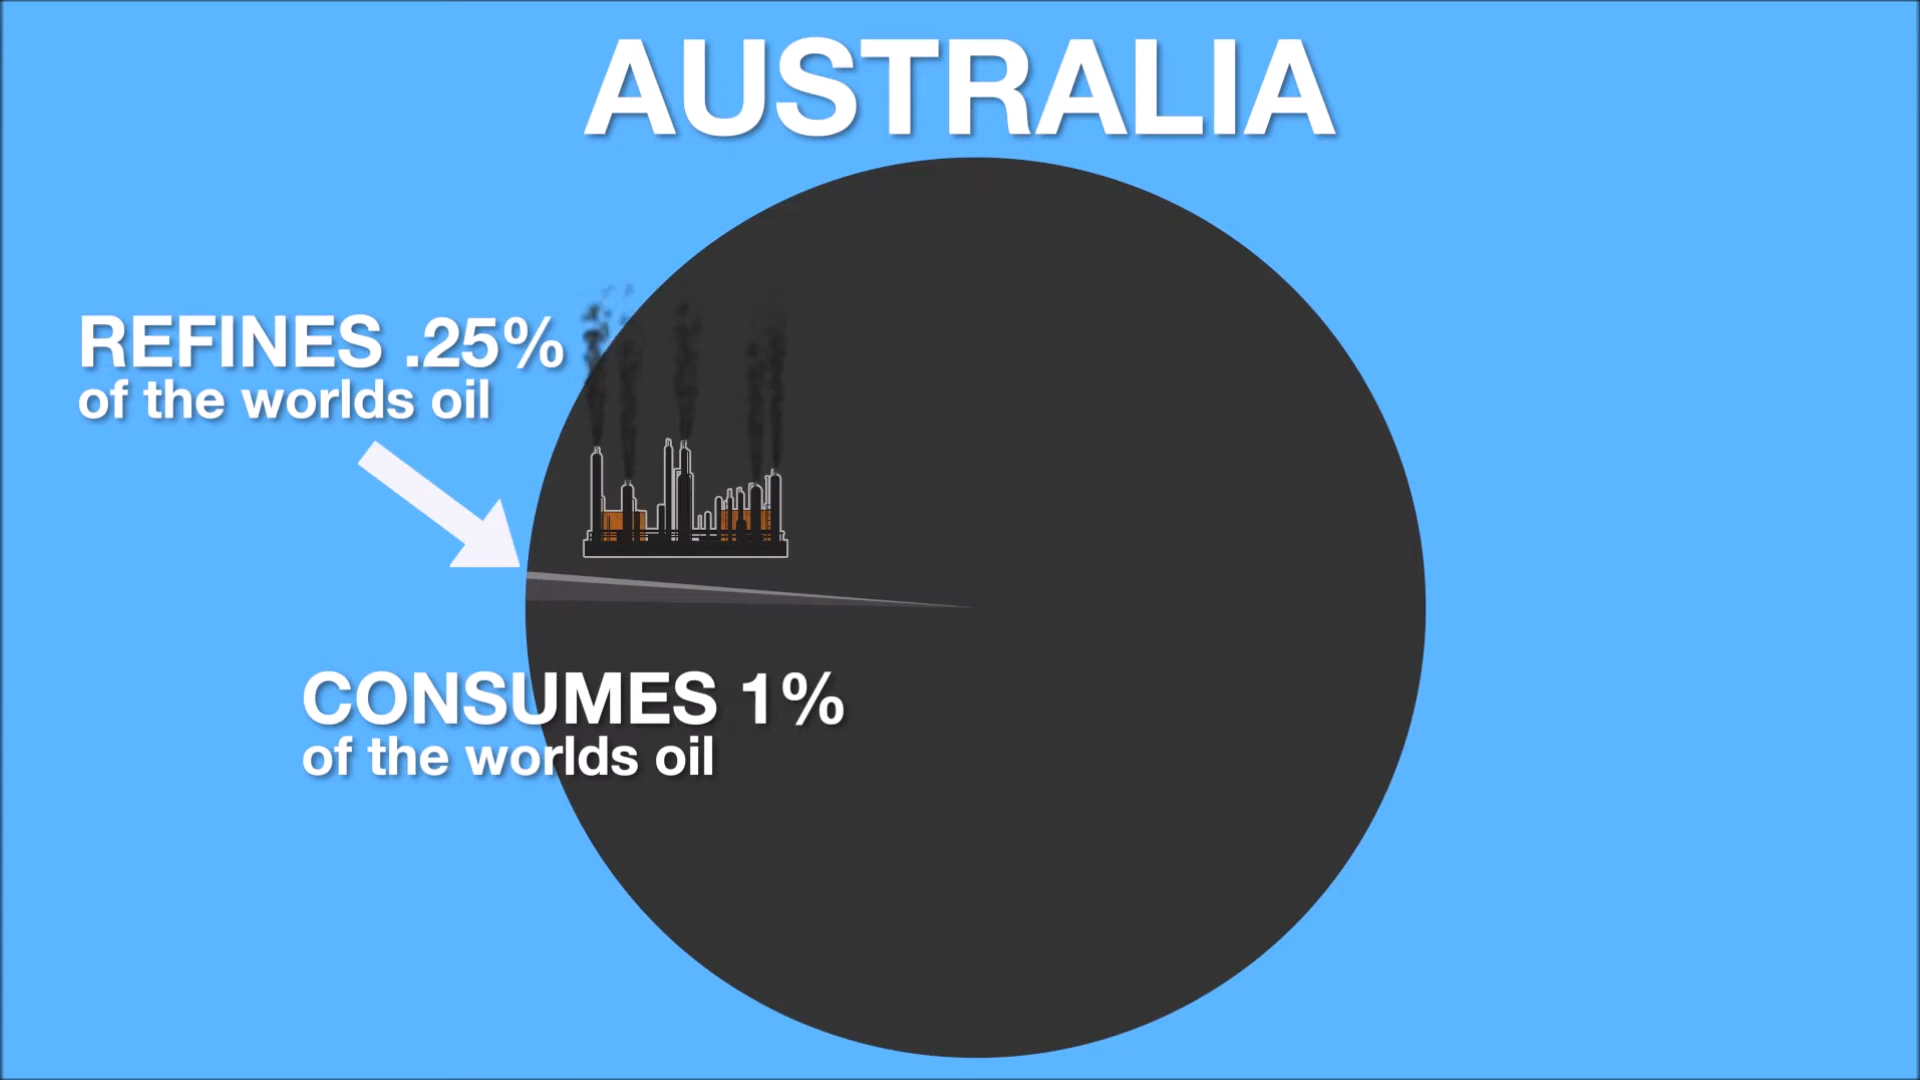 AUSTRALIA
REFINES .25%
of the worlds oil
CONSUMES 1%
of the worlds oil